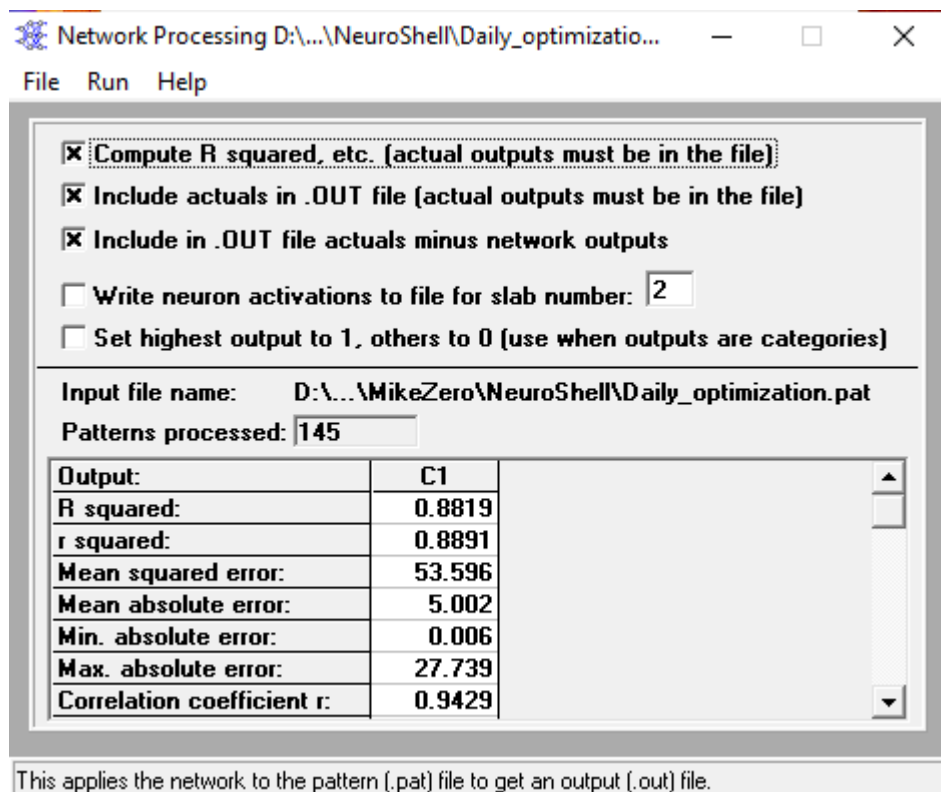 Network Processing D:\...\NeuroShell\Daily_optimizatio...
File Run Help
Compute R squared, etc. (actual outputs must be in the file)
Include actuals in .OUT file (actual outputs must be in the file)
Include in .OUT file actuals minus network outputs
Write neuron activations to file for slab number: 2
Set highest output to 1, others to 0 (use when outputs are categories)
Input file name: D:\...\MikeZero\NeuroShell\Daily_optimization.pat
Patterns processed: 145
Output: C1
R squared: 0.8819
r squared: 0.8891
Mean squared error: 53.596
Mean absolute error: 5.002
Min. absolute error: 0.006
Max. absolute error: 27.739
Correlation coefficient r: 0.9429
This applies the network to the pattern (.pat) file to get an output (.out) file.